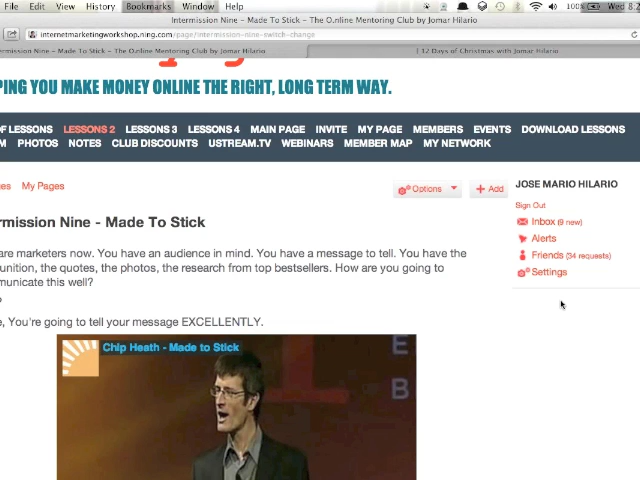 File Edit View History Bookmarks Window Help 100% Wed 8:2
Intermission Nine - Made To Stick - The O.nline Mentoring Club by Jomar Hilario
internetmarketingworkshop.ning.com/page/intermission-nine-switch-change
ermission Nine - Made To Stick - The O.nline Mentoring Club by Jomar Hilario | 12 Days of Christmas with Jomar Hilario
PING YOU MAKE MONEY ONLINE THE RIGHT, LONG TERM WAY.
OF LESSONS LESSONS 2 LESSONS 3 LESSONS 4 MAIN PAGE INVITE MY PAGE MEMBERS EVENTS DOWNLOAD LESSONS
M PHOTOS NOTES CLUB DISCOUNTS USTREAM.TV WEBINARS MEMBER MAP MY NETWORK
es My Pages Options + Add
JOSE MARIO HILARIO
Sign Out
Inbox (9 new)
Alerts
Friends (34 requests)
Settings
rmission Nine - Made To Stick
are marketers now. You have an audience in mind. You have a message to tell. You have the
unition, the quotes, the photos, the research from top bestsellers. How are you going to
municate this well?
?
e, You're going to tell your message EXCELLENTLY.
Chip Heath - Made to Stick
E
B